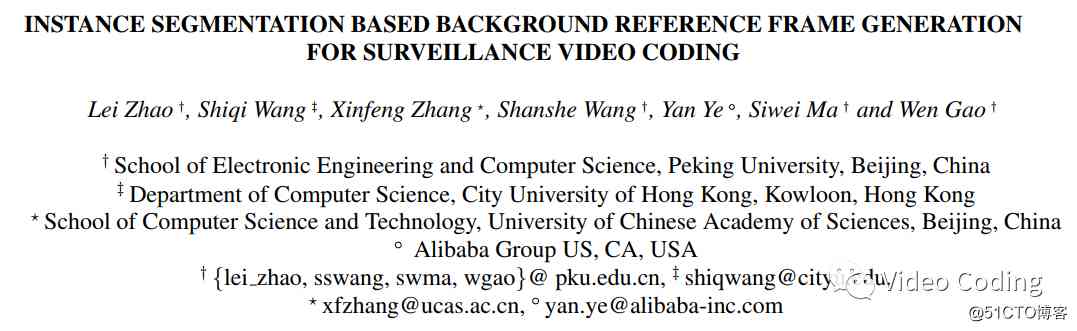 INSTANCE SEGMENTATION BASED BACKGROUND REFERENCE FRAME GENERATION
FOR SURVEILLANCE VIDEO CODING
Lei Zhao †, Shiqi Wang ‡, Xinfeng Zhang ⋆, Shanshe Wang †, Yan Ye ∘, Siwei Ma † and Wen Gao †
† School of Electronic Engineering and Computer Science, Peking University, Beijing, China
‡ Department of Computer Science, City University of Hong Kong, Kowloon, Hong Kong
⋆ School of Computer Science and Technology, University of Chinese Academy of Sciences, Beijing, China
∘ Alibaba Group US, CA, USA
† {lei_zhao, sswang, swma, wgao}@ pku.edu.cn, ‡
Video Coding
⋆ xfzhang@ucas.ac.cn, ∘ yan.ye@alibaba-inc.com
@51CTO博客